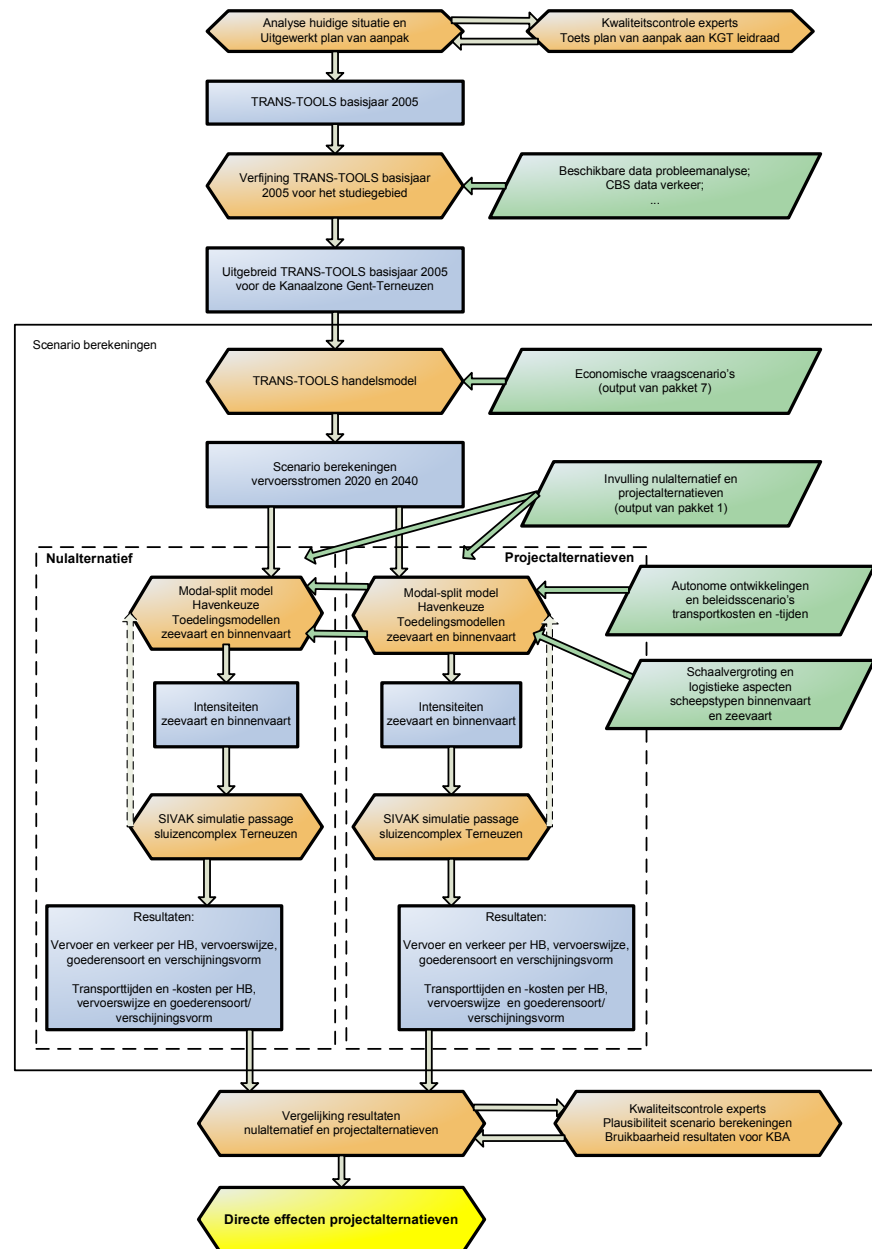 Analyse huidige situatie en
Uitgewerkt plan van aanpak
Kwaliteitscontrole experts
Toets plan van aanpak aan KGT leidraad
TRANS-TOOLS basisjaar 2005
Verfijning TRANS-TOOLS basisjaar
2005 voor het studiegebied
Beschikbare data probleemanalyse;
CBS data verkeer;
...
Uitgebreid TRANS-TOOLS basisjaar 2005
voor de Kanaalzone Gent-Terneuzen
Scenario berekeningen
TRANS-TOOLS handelsmodel
Economische vraagscenario's
(output van pakket 7)
Scenario berekeningen
vervoersstromen 2020 en 2040
Invulling nulalternatief en
projectalternatieven
(output van pakket 1)
Nulalternatief
Projectalternatieven
Modal-split model
Havenkeuze
Toedelingsmodellen
zeevaart en binnenvaart
Modal-split model
Havenkeuze
Toedelingsmodellen
zeevaart en binnenvaart
Autonome ontwikkelingen
en beleidsscenario's
transportkosten en -tijden
Schaalvergroting en
logistieke aspecten
scheepstypen binnenvaart
en zeevaart
Intensiteiten
zeevaart en binnenvaart
Intensiteiten
zeevaart en binnenvaart
SIVAK simulatie passage
sluizencomplex Terneuzen
SIVAK simulatie passage
sluizencomplex Terneuzen
Resultaten:
Vervoer en verkeer per HB, vervoerswijze,
goederensoort en verschijningsvorm
Transporttijden en -kosten per HB,
vervoerswijze en goederensoort/
verschijningsvorm
Resultaten:
Vervoer en verkeer per HB, vervoerswijze,
goederensoort en verschijningsvorm
Transporttijden en -kosten per HB,
vervoerswijze en goederensoort/
verschijningsvorm
Vergelijking resultaten
nulalternatief en projectalternatieven
Kwaliteitscontrole experts
Plausibiliteit scenario berekeningen
Bruikbaarheid resultaten voor KBA
Directe effecten projectalternatieven